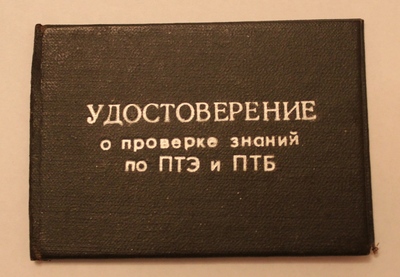 УДОСТОВЕРЕНИЕ
о проверке знаний
по ПТЭ и ПТБ